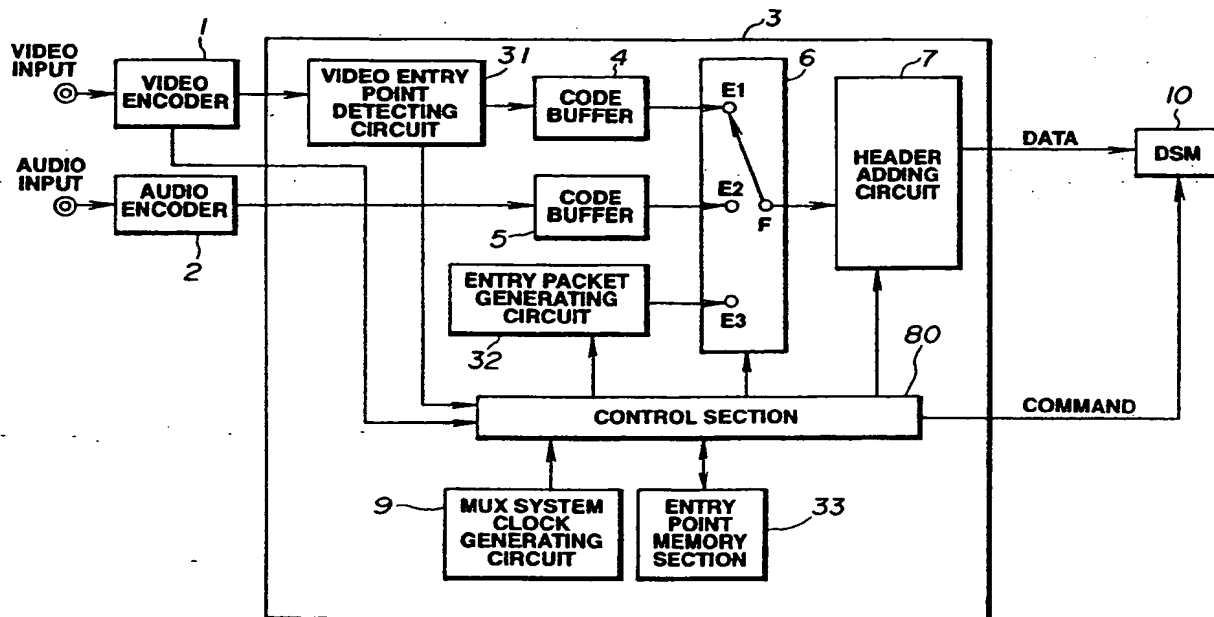 1
VIDEO
INPUT
VIDEO
ENCODER
AUDIO
INPUT
AUDIO
ENCODER
2
3
31
VIDEO ENTRY
POINT
DETECTING
CIRCUIT
4
CODE
BUFFER
CODE
BUFFER
5
ENTRY PACKET
GENERATING
CIRCUIT
32
6
E1
E2
F
E3
7
HEADER
ADDING
CIRCUIT
DATA
10
DSM
80
CONTROL SECTION
COMMAND
9
MUX SYSTEM
CLOCK
GENERATING
CIRCUIT
ENTRY
POINT
MEMORY
SECTION
33